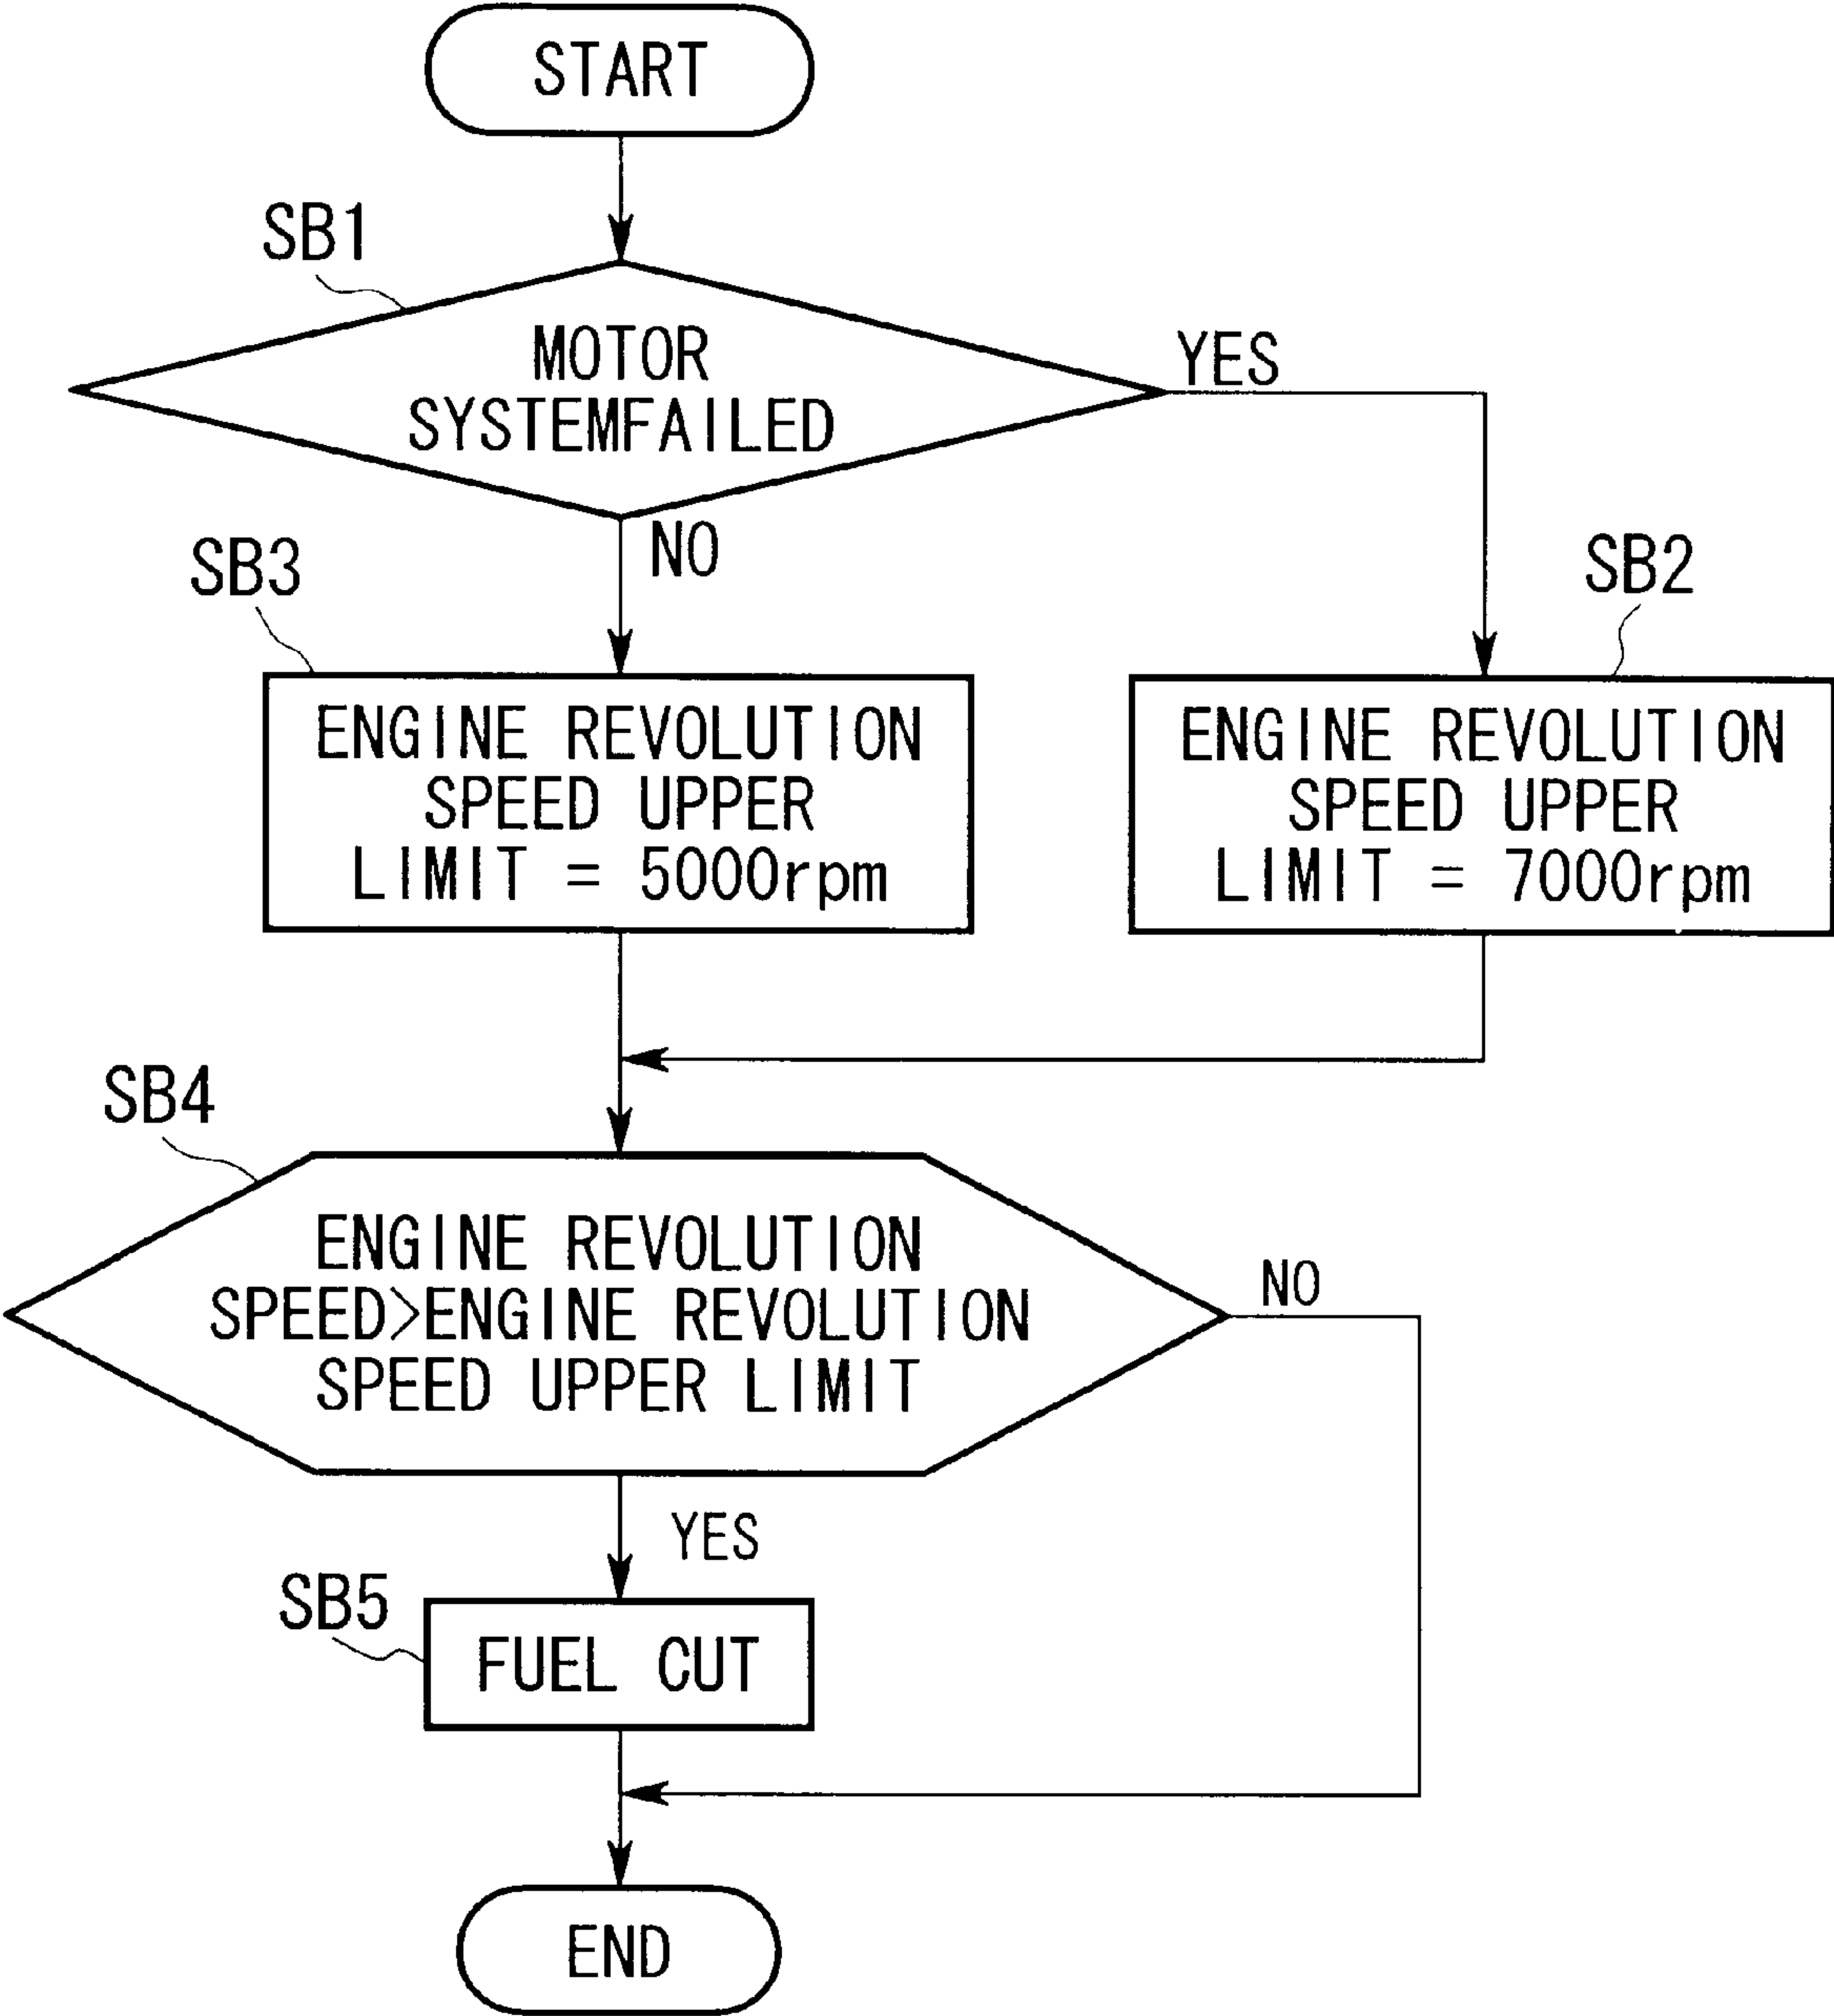 START
SB1
MOTOR
SYSTEMFAILED
YES
NO
SB3
ENGINE REVOLUTION
SPEED UPPER
LIMIT = 5000rpm
SB2
ENGINE REVOLUTION
SPEED UPPER
LIMIT = 7000rpm
SB4
ENGINE REVOLUTION
SPEED>ENGINE REVOLUTION
SPEED UPPER LIMIT
NO
YES
SB5
FUEL CUT
END